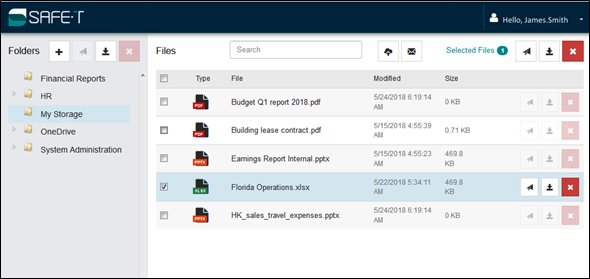 SAFE-T
Hello, James.Smith
Folders
Files
Search
Selected Files 1
Financial Reports
HR
My Storage
OneDrive
System Administration
Type File Modified Size
PDF Budget Q1 report 2018.pdf 5/24/2018 6:19:14 AM 0 KB
PDF Building lease contract.pdf 5/15/2018 4:55:39 AM 0.71 KB
PPTX Earnings Report Internal.pptx 5/15/2018 4:55:23 AM 469.8 KB
XLSX Florida Operations.xlsx 5/22/2018 5:34:11 AM 469.8 KB
PPTX HK_sales_travel_expenses.pptx 5/24/2018 6:19:14 AM 0 KB